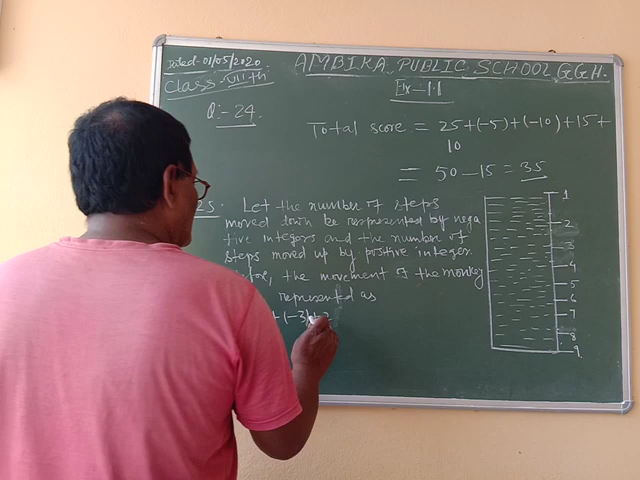 Dated-01/05/2020
AMBIKA PUBLIC SCHOOL G.G.H.
Class-VIIth
Ex-1.1
Q:-24.
Total score = 25+(-5)+(-10)+15+
10
= 50-15=35
25. Let the number of steps
moved down be represented by nega
tive integers and the number of
steps moved up by positive integer.
the movement of the monkey
represented as
+(-3)+2
1
2
3
4
5
6
7
8
9